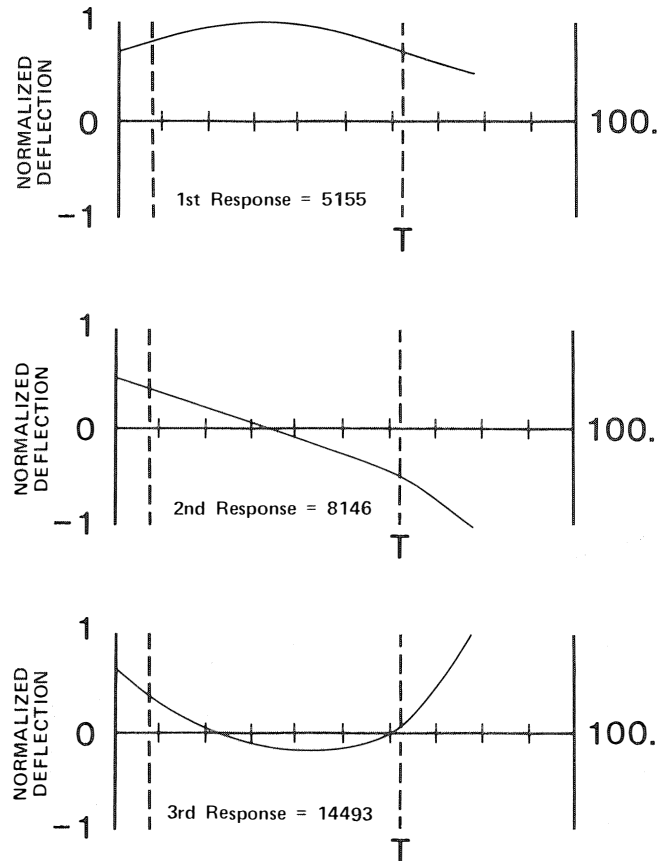 1
NORMALIZED
DEFLECTION
0
100.
-1
1st Response = 5155
T
1
NORMALIZED
DEFLECTION
0
100.
-1
2nd Response = 8146
T
1
NORMALIZED
DEFLECTION
0
100.
-1
3rd Response = 14493
T